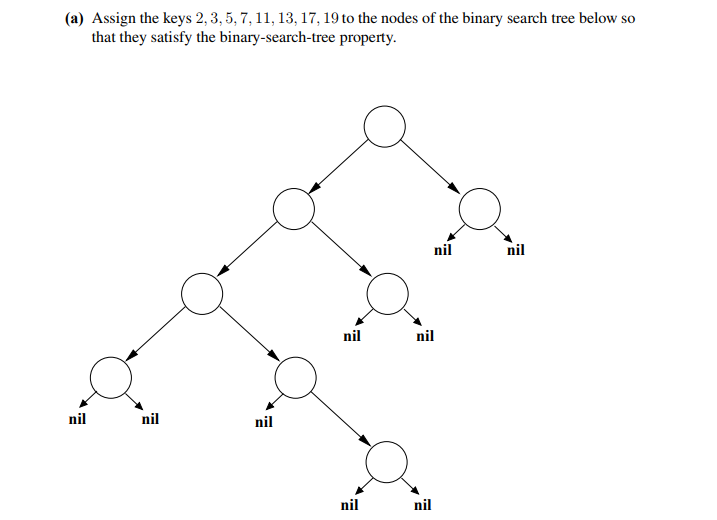 (a) Assign the keys 2, 3, 5, 7, 11, 13, 17, 19 to the nodes of the binary search tree below so
that they satisfy the binary-search-tree property.
nil nil
nil nil
nil nil nil
nil nil